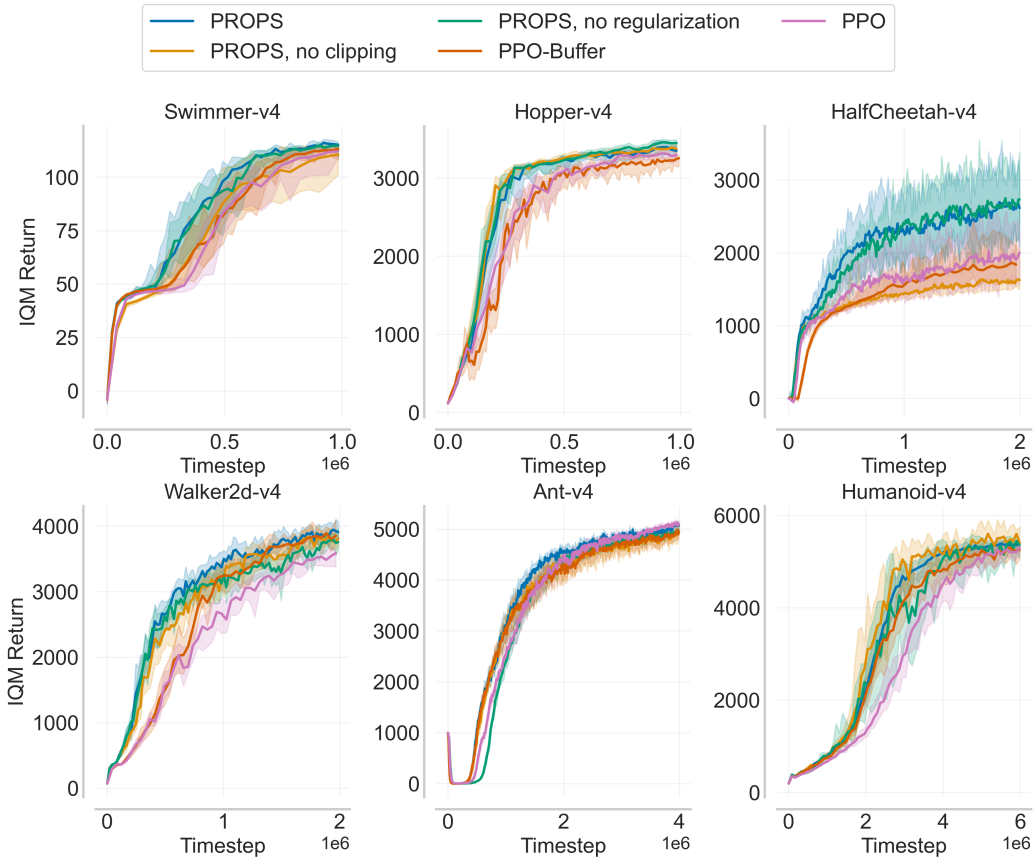 PROPS
PROPS, no regularization
PPO
PROPS, no clipping
PPO-Buffer
Swimmer-v4
Hopper-v4
HalfCheetah-v4
IQM Return
100
75
50
25
0
3000
2000
1000
0
3000
2000
1000
0
0.0 0.5 1.0
Timestep 1e6
0.0 0.5 1.0
Timestep 1e6
0 1 2
Timestep 1e6
Walker2d-v4
Ant-v4
Humanoid-v4
IQM Return
4000
3000
2000
1000
0
5000
4000
3000
2000
1000
0
6000
4000
2000
0
0 1 2
Timestep 1e6
0 2 4
Timestep 1e6
0 2 4 6
Timestep 1e6